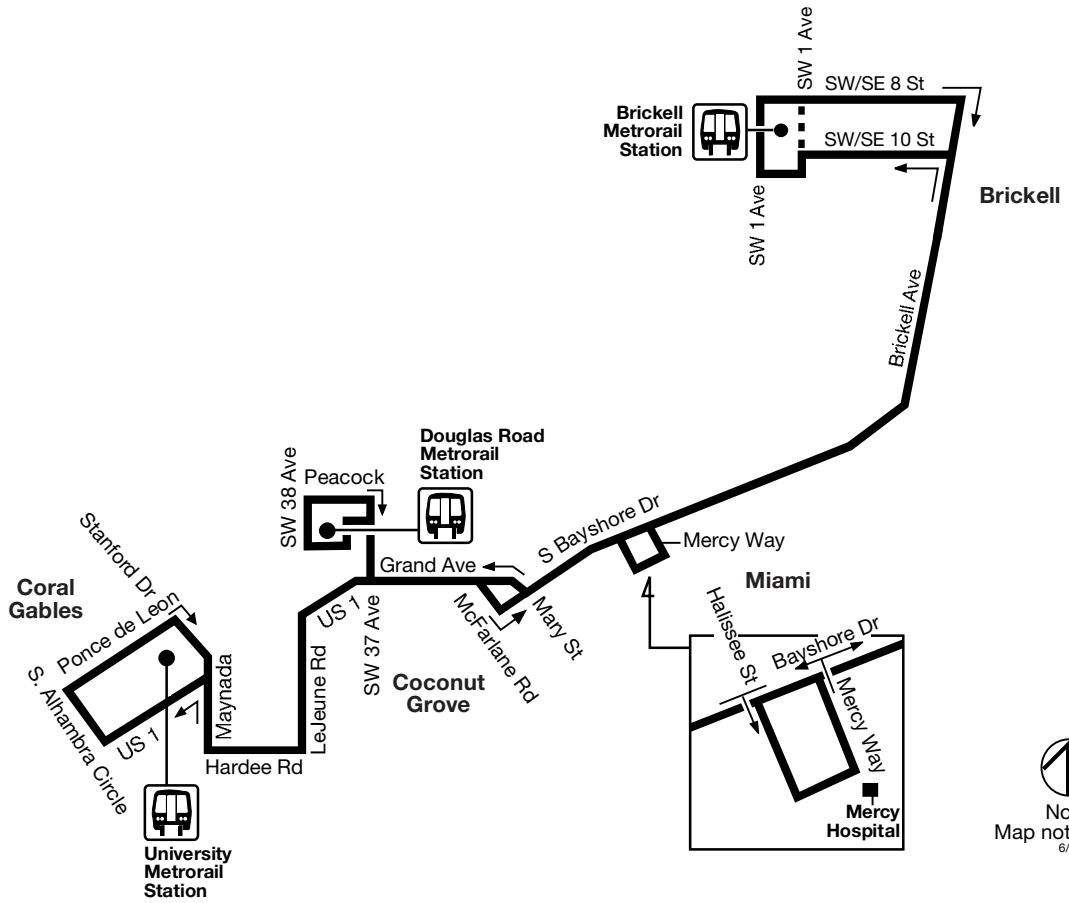 SW 1 Ave
SW/SE 8 St
Brickell
Metrorail
Station
SW/SE 10 St
Brickell
SW 1 Ave
Brickell Ave
Douglas Road
Metrorail
Station
SW 38 Ave
Peacock
S Bayshore Dr
Mercy Way
Grand Ave
Miami
Stanford Dr
Coral
Gables
Ponce de Leon
US 1
McFarlane Rd
Mary St
SW 37 Ave
Coconut
Grove
LeJeune Rd
S. Alhambra Circle
Maynada
US 1
Hardee Rd
Halissee St
Bayshore Dr
Mercy Way
Mercy
Hospital
University
Metrorail
Station
No
Map not
6/